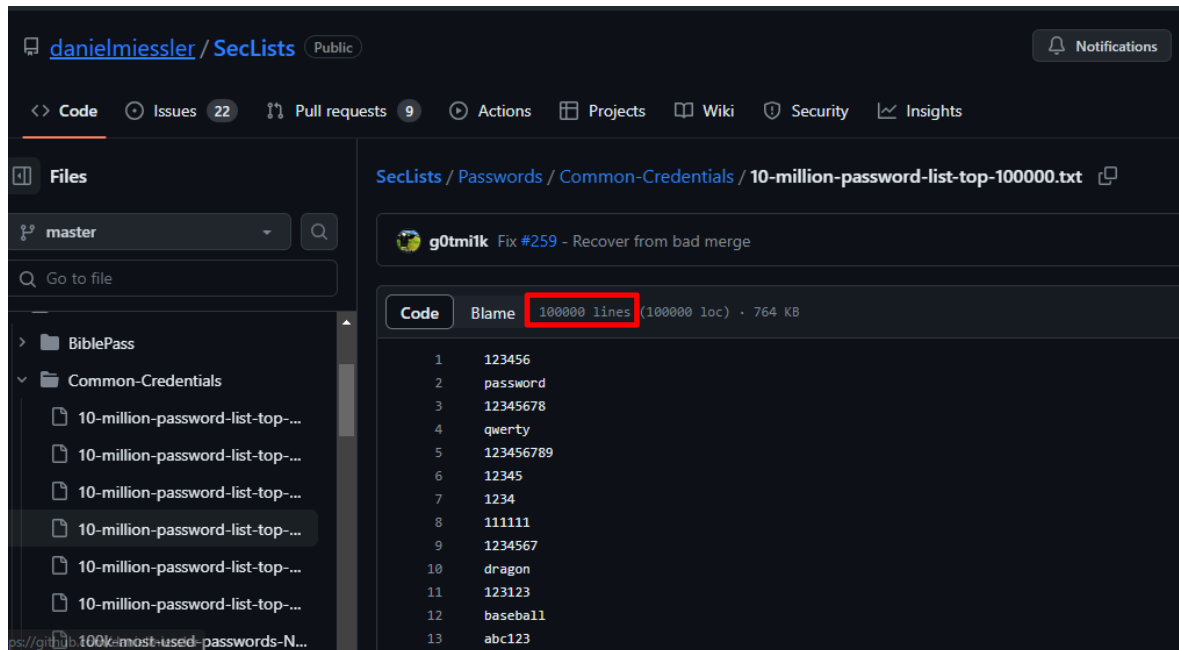 danielmiessler / SecLists Public
Notifications
Code Issues 22 Pull requests 9 Actions Projects Wiki Security Insights
Files
master
Go to file
BiblePass
Common-Credentials
10-million-password-list-top-...
10-million-password-list-top-...
10-million-password-list-top-...
10-million-password-list-top-...
10-million-password-list-top-...
10-million-password-list-top-...
100k-most-used-passwords-N...
SecLists / Passwords / Common-Credentials / 10-million-password-list-top-100000.txt
g0tmi1k Fix #259 - Recover from bad merge
Code Blame 100000 lines (100000 loc) · 764 KB
1 123456
2 password
3 12345678
4 qwerty
5 123456789
6 12345
7 1234
8 111111
9 1234567
10 dragon
11 123123
12 baseball
13 abc123